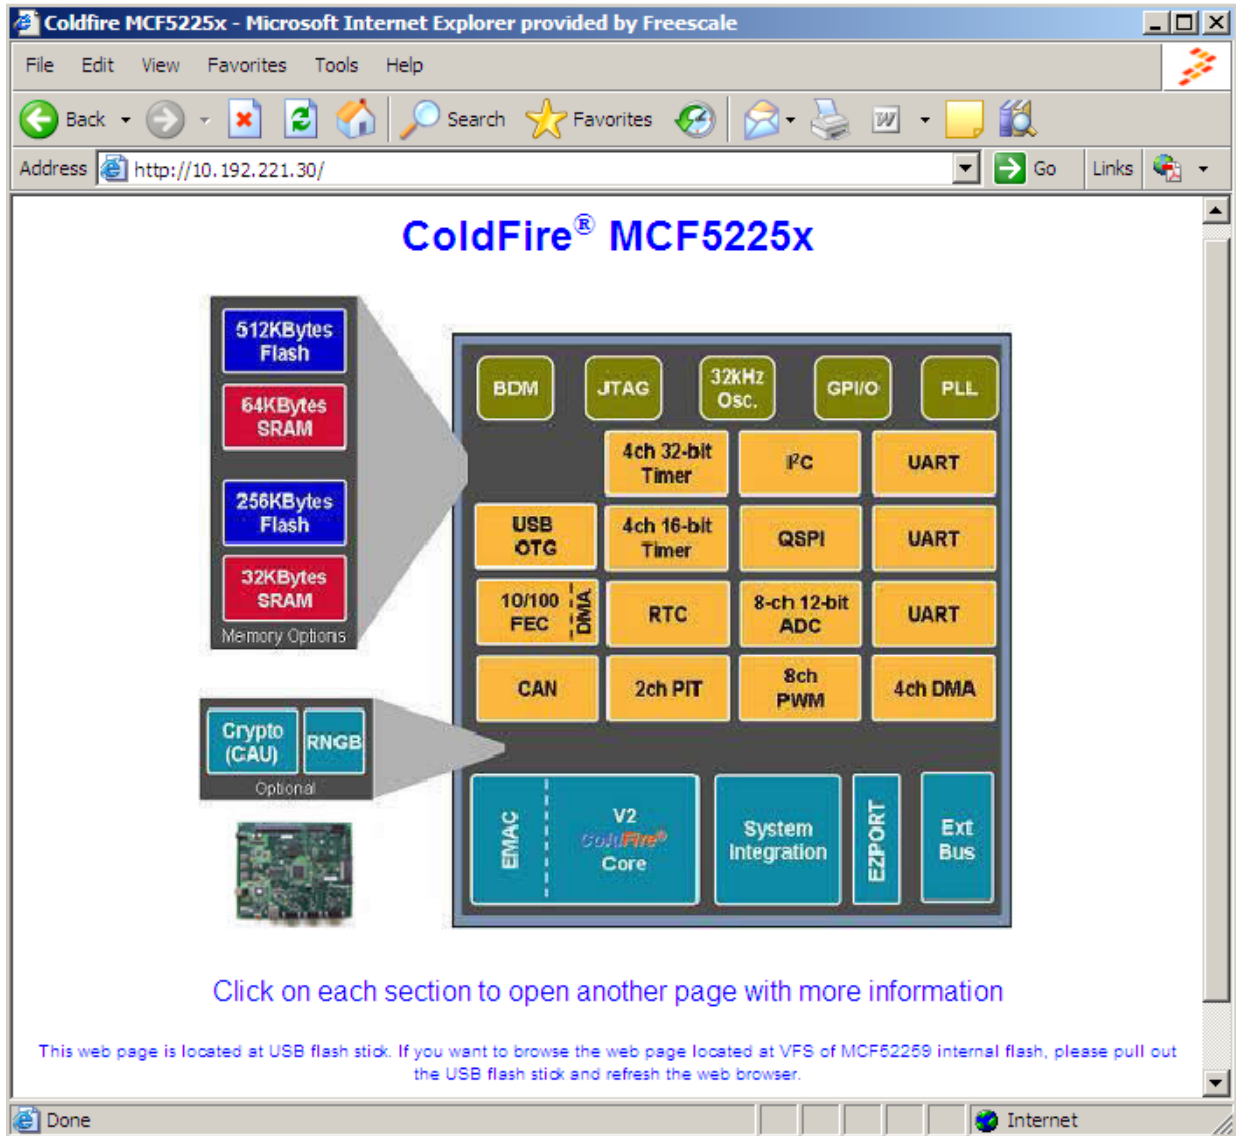 Coldfire MCF5225x - Microsoft Internet Explorer provided by Freescale
File Edit View Favorites Tools Help
Back Search Favorites
Address http://10.192.221.30/ Go Links
ColdFire® MCF5225x
512KBytes
Flash
64KBytes
SRAM
256KBytes
Flash
32KBytes
SRAM
Memory Options
BDM
JTAG
32kHz
Osc.
GPI/O
PLL
4ch 32-bit
Timer
I²C
UART
USB
OTG
4ch 16-bit
Timer
QSPI
UART
10/100
FEC
DMA
RTC
8-ch 12-bit
ADC
UART
CAN
2ch PIT
8ch
PWM
4ch DMA
Crypto
(CAU)
RNGB
Optional
EMAC
V2
ColdFire®
Core
System
Integration
EZPORT
Ext
Bus
Click on each section to open another page with more information
This web page is located at USB flash stick. If you want to browse the web page located at VFS of MCF52259 internal flash, please pull out
the USB flash stick and refresh the web browser.
Done Internet